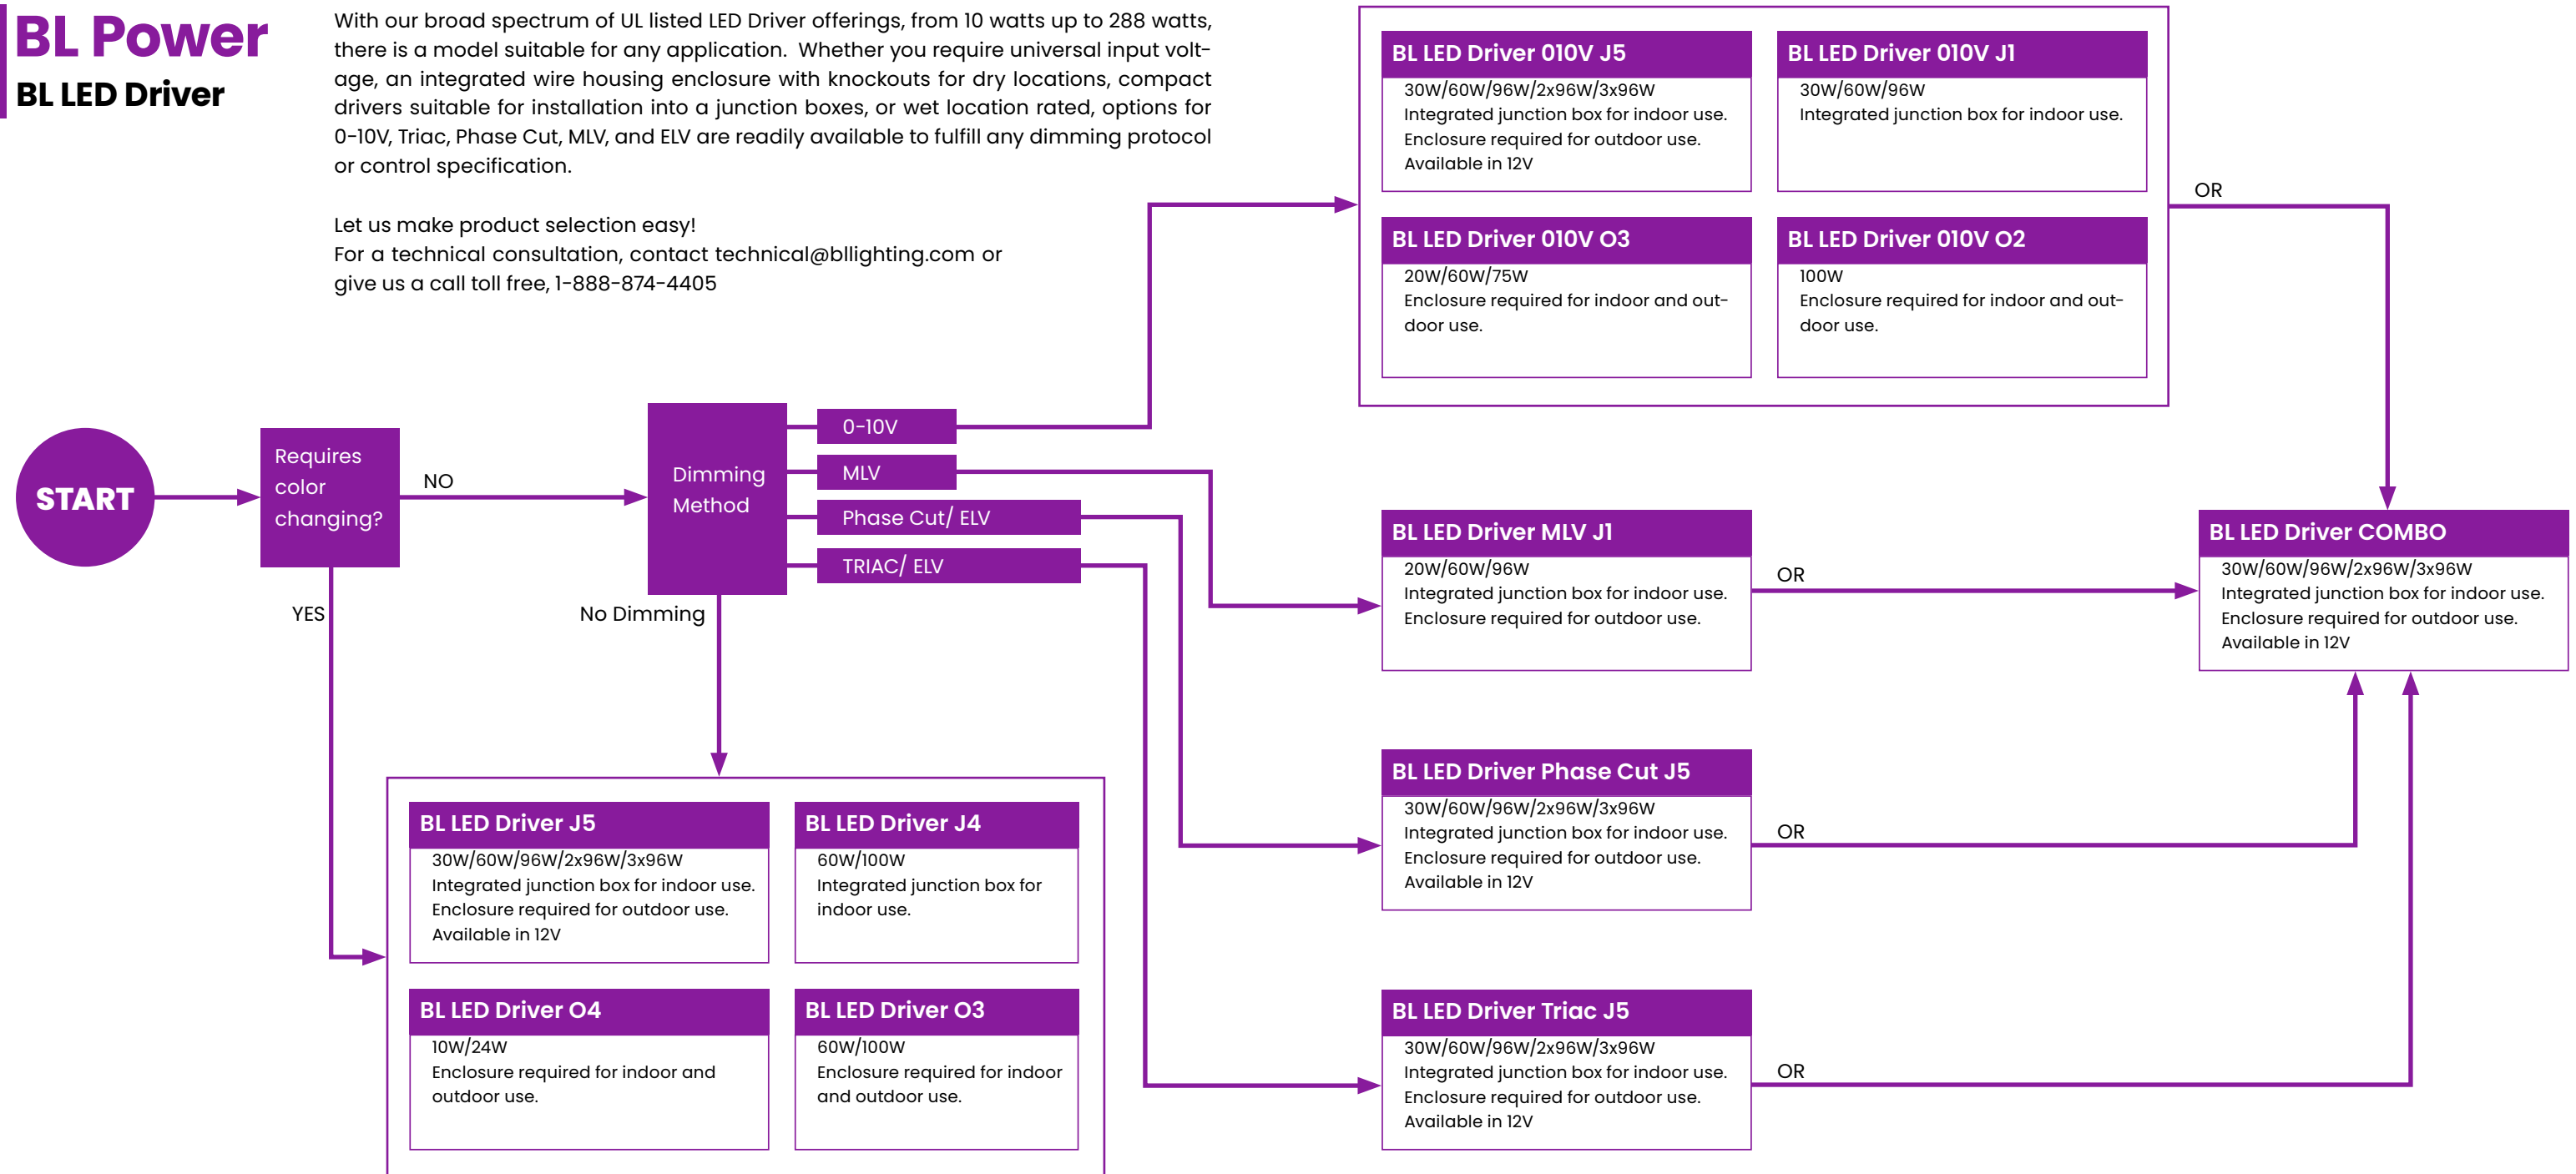 BL Power
BL LED Driver
With our broad spectrum of UL listed LED Driver offerings, from 10 watts up to 288 watts,
there is a model suitable for any application. Whether you require universal input volt-
age, an integrated wire housing enclosure with knockouts for dry locations, compact
drivers suitable for installation into a junction boxes, or wet location rated, options for
0-10V, Triac, Phase Cut, MLV, and ELV are readily available to fulfill any dimming protocol
or control specification.
Let us make product selection easy!
For a technical consultation, contact technical@bllighting.com or
give us a call toll free, 1-888-874-4405
BL LED Driver 010V J5
30W/60W/96W/2x96W/3x96W
Integrated junction box for indoor use.
Enclosure required for outdoor use.
Available in 12V
BL LED Driver 010V J1
30W/60W/96W
Integrated junction box for indoor use.
BL LED Driver 010V O3
20W/60W/75W
Enclosure required for indoor and out-
door use.
BL LED Driver 010V O2
100W
Enclosure required for indoor and out-
door use.
OR
START
Requires
color
changing?
NO
YES
Dimming
Method
0-10V
MLV
Phase Cut/ ELV
TRIAC/ ELV
No Dimming
BL LED Driver MLV J1
20W/60W/96W
Integrated junction box for indoor use.
Enclosure required for outdoor use.
OR
BL LED Driver COMBO
30W/60W/96W/2x96W/3x96W
Integrated junction box for indoor use.
Enclosure required for outdoor use.
Available in 12V
BL LED Driver Phase Cut J5
30W/60W/96W/2x96W/3x96W
Integrated junction box for indoor use.
Enclosure required for outdoor use.
Available in 12V
OR
BL LED Driver J5
30W/60W/96W/2x96W/3x96W
Integrated junction box for indoor use.
Enclosure required for outdoor use.
Available in 12V
BL LED Driver J4
60W/100W
Integrated junction box for
indoor use.
BL LED Driver O4
10W/24W
Enclosure required for indoor and
outdoor use.
BL LED Driver O3
60W/100W
Enclosure required for indoor
and outdoor use.
BL LED Driver Triac J5
30W/60W/96W/2x96W/3x96W
Integrated junction box for indoor use.
Enclosure required for outdoor use.
Available in 12V
OR